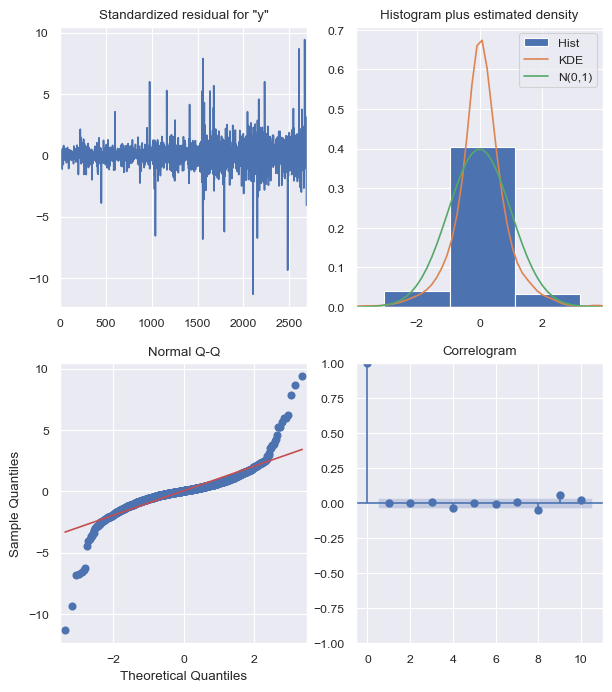 Standardized residual for "y"
10
5
0
−5
−10
0 500 1000 1500 2000 2500
Histogram plus estimated density
0.7
0.6
0.5
0.4
0.3
0.2
0.1
0.0
−2 0 2
Hist
KDE
N(0,1)
Normal Q-Q
Sample Quantiles
10
5
0
−5
−10
−2 0 2
Theoretical Quantiles
Correlogram
1.00
0.75
0.50
0.25
0.00
−0.25
−0.50
−0.75
−1.00
0 2 4 6 8 10